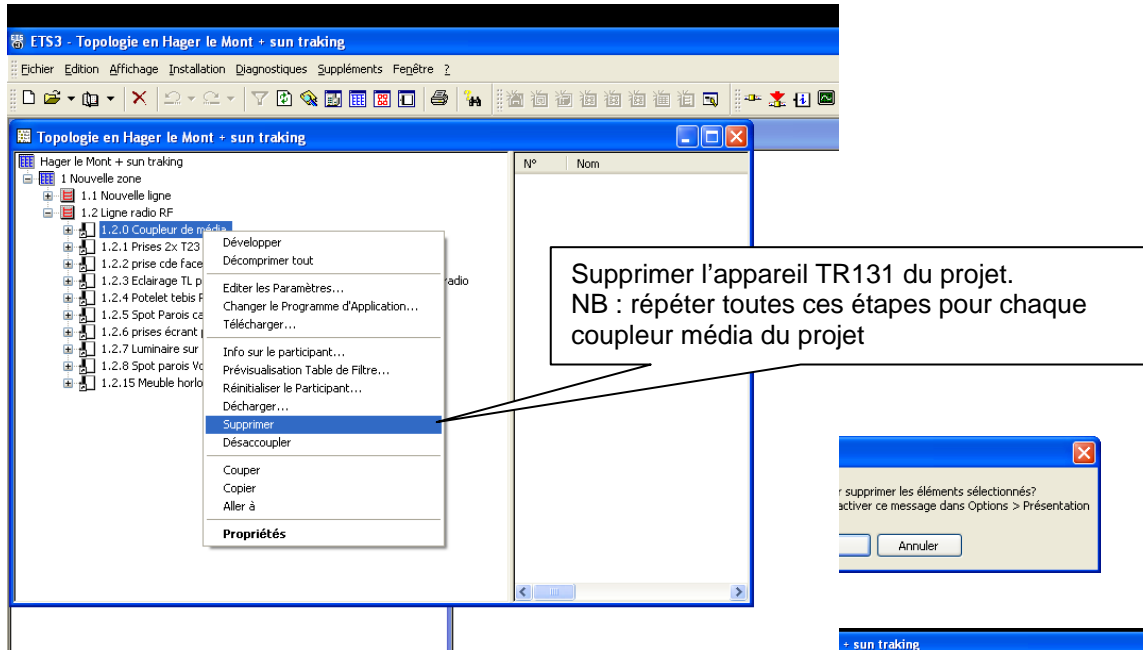 ETS3 - Topologie en Hager le Mont + sun traking
Fichier Edition Affichage Installation Diagnostiques Suppléments Fenêtre ?
Topologie en Hager le Mont + sun traking
Hager le Mont + sun traking
1 Nouvelle zone
1.1 Nouvelle ligne
1.2 Ligne radio RF
1.2.0 Coupleur de média
1.2.1 Prises 2x T23
1.2.2 prise cde face
1.2.3 Eclairage TL p
adio
1.2.4 Potelet tebis
1.2.5 Spot Parois ca
1.2.6 prises écrant
1.2.7 Luminaire sur
1.2.8 Spot parois Vo
1.2.15 Meuble horlo
N° Nom
Développer
Décomprimer tout
Editer les Paramètres...
Changer le Programme d'Application...
Télécharger...
Info sur le participant...
Prévisualisation Table de Filtre...
Réinitialiser le Participant...
Décharger...
Supprimer
Désaccoupler
Couper
Copier
Aller à
Propriétés
Supprimer l'appareil TR131 du projet.
NB : répéter toutes ces étapes pour chaque
coupleur média du projet
r supprimer les éléments sélectionnés?
activer ce message dans Options > Présentation
Annuler
+ sun traking